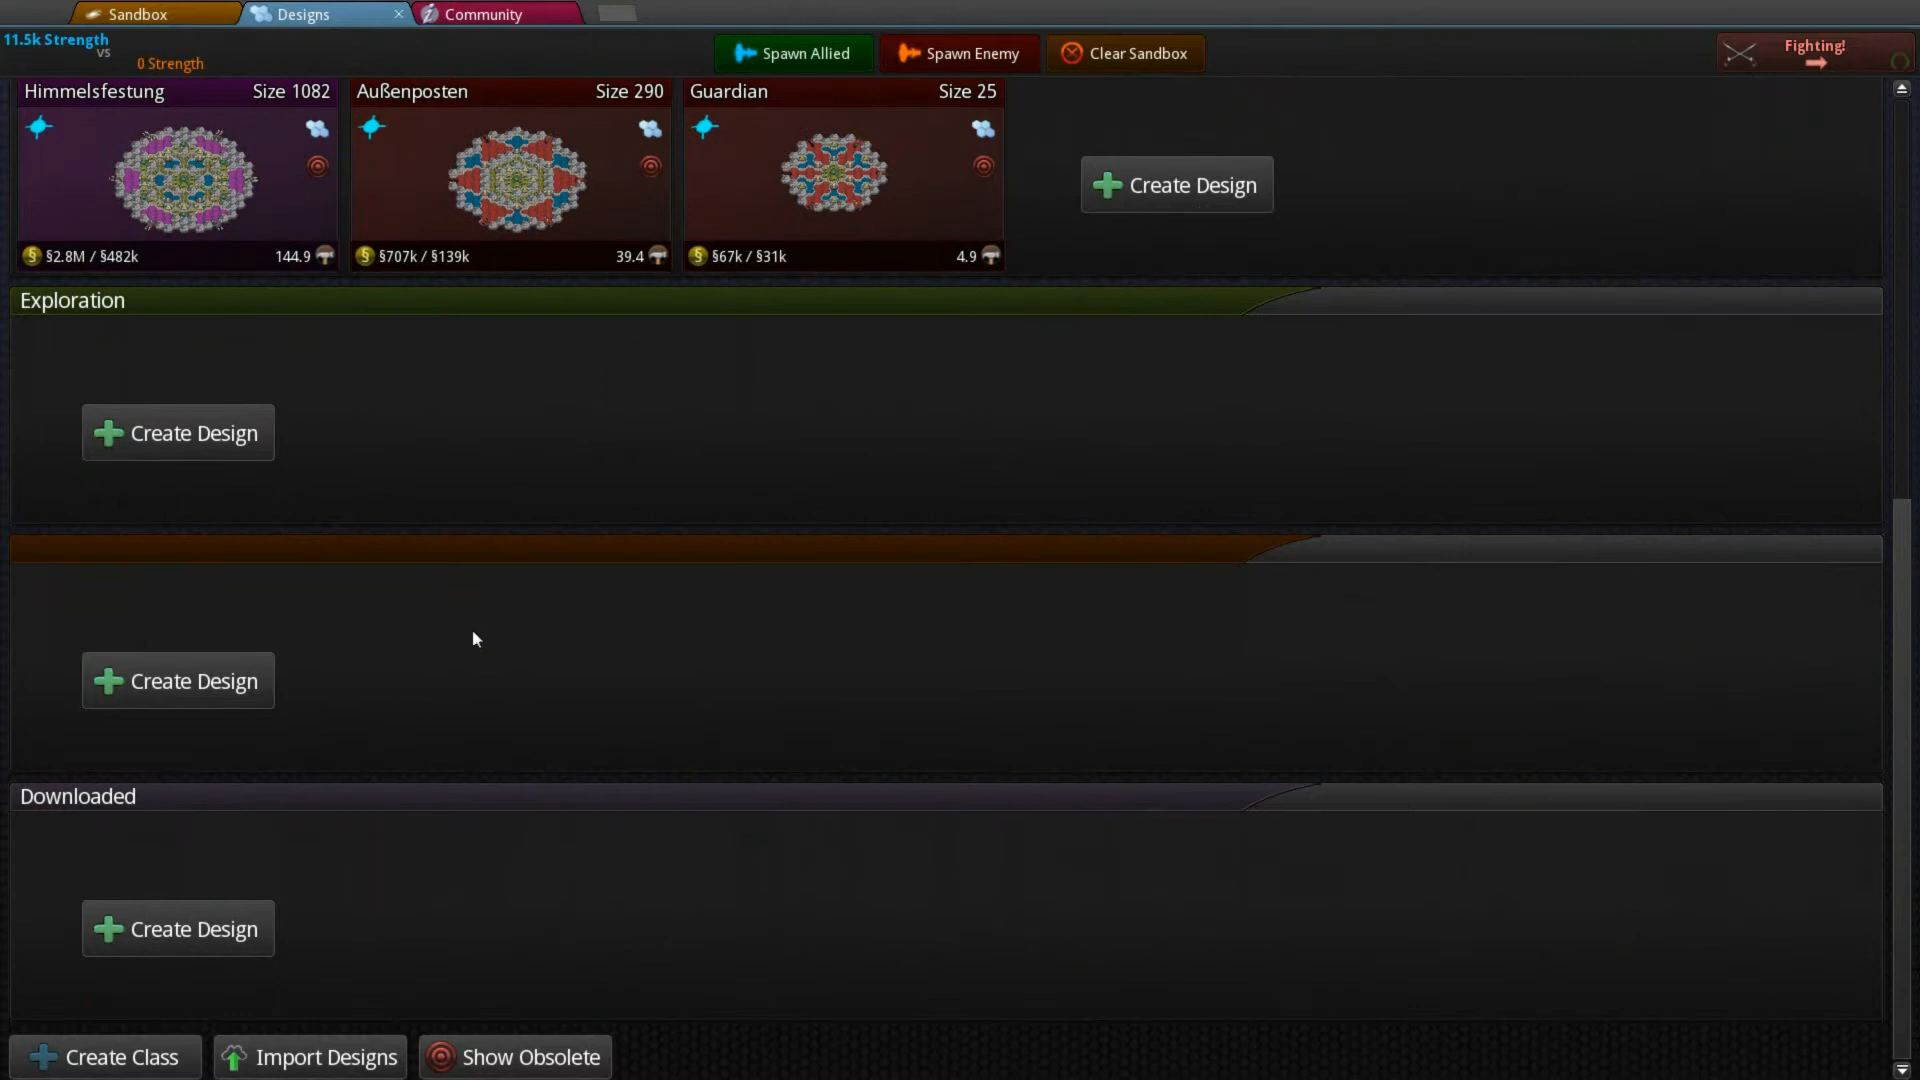 Sandbox
Designs
Community
11.5k Strength
vs
0 Strength
Spawn Allied
Spawn Enemy
Clear Sandbox
Fighting!
Himmelsfestung Size 1082
Außenposten Size 290
Guardian Size 25
§2.8M / §482k 144.9
§707k / §139k 39.4
§67k / §31k 4.9
Create Design
Exploration
Create Design
Create Design
Downloaded
Create Design
Create Class
Import Designs
Show Obsolete